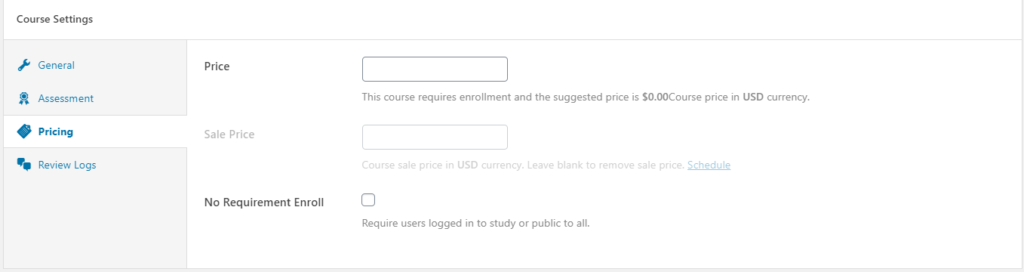 Course Settings
General
Assessment
Pricing
Review Logs
Price
This course requires enrollment and the suggested price is $0.00Course price in USD currency.
Sale Price
Course sale price in USD currency. Leave blank to remove sale price. Schedule
No Requirement Enroll
Require users logged in to study or public to all.